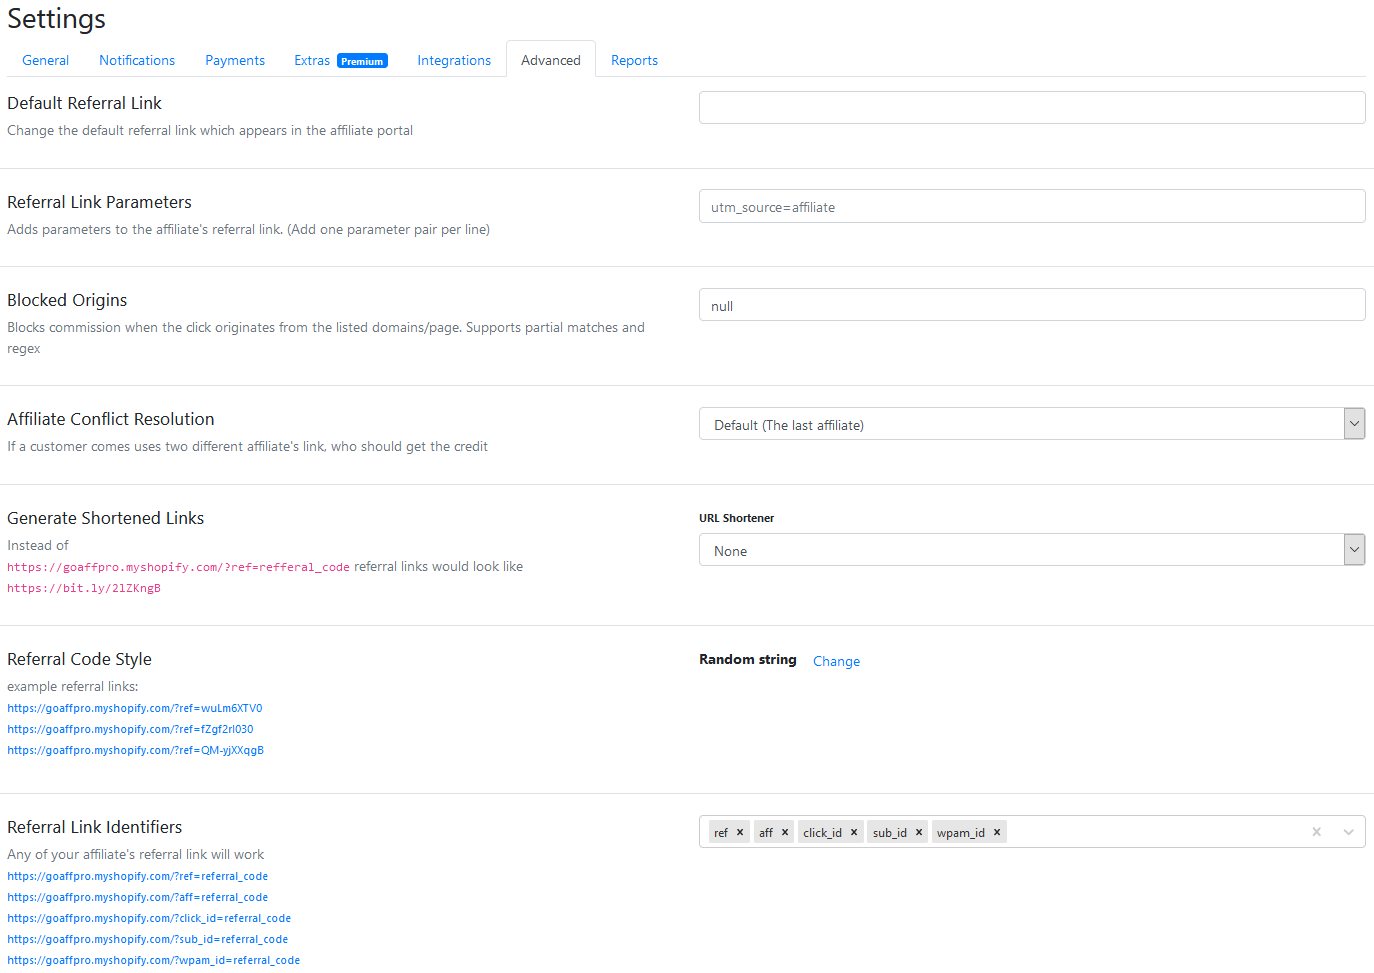 Settings
General Notifications Payments Extras Premium Integrations Advanced Reports
Default Referral Link
Change the default referral link which appears in the affiliate portal
Referral Link Parameters
utm_source=affiliate
Adds parameters to the affiliate's referral link. (Add one parameter pair per line)
Blocked Origins
null
Blocks commission when the click originates from the listed domains/page. Supports partial matches and
regex
Affiliate Conflict Resolution
Default (The last affiliate)
If a customer comes uses two different affiliate's link, who should get the credit
Generate Shortened Links
URL Shortener
Instead of
None
https://goaffpro.myshopify.com/?ref=refferal_code referral links would look like
https://bit.ly/2lZKngB
Referral Code Style
Random string Change
example referral links:
https://goaffpro.myshopify.com/?ref=wuLm6XTV0
https://goaffpro.myshopify.com/?ref=fZgf2rI030
https://goaffpro.myshopify.com/?ref=QM-yjXXqgB
Referral Link Identifiers
ref × aff × click_id × sub_id × wpam_id ×
Any of your affiliate's referral link will work
https://goaffpro.myshopify.com/?ref=referral_code
https://goaffpro.myshopify.com/?aff=referral_code
https://goaffpro.myshopify.com/?click_id=referral_code
https://goaffpro.myshopify.com/?sub_id=referral_code
https://goaffpro.myshopify.com/?wpam_id=referral_code